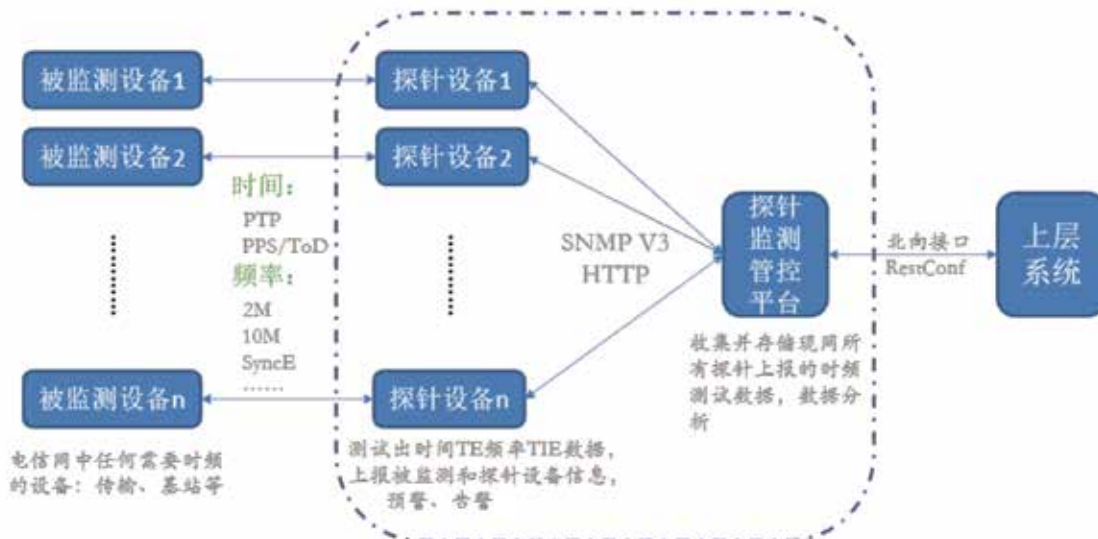 被监测设备1
探针设备1
被监测设备2
探针设备2
时间：
PTP
PPS/ToD
频率：
2M
10M
SyncE
……
SNMP V3
HTTP
探针
监测
管控
平台
北向接口
RestConf
上层
系统
收集并存储现网所
有探针上报的时频
测试数据，数据分
析
被监测设备n
探针设备n
电信网中任何需要时频
的设备：传输、基站等
测试出时间TE频率TIE数据，
上报被监测和探针设备信息，
预警、告警